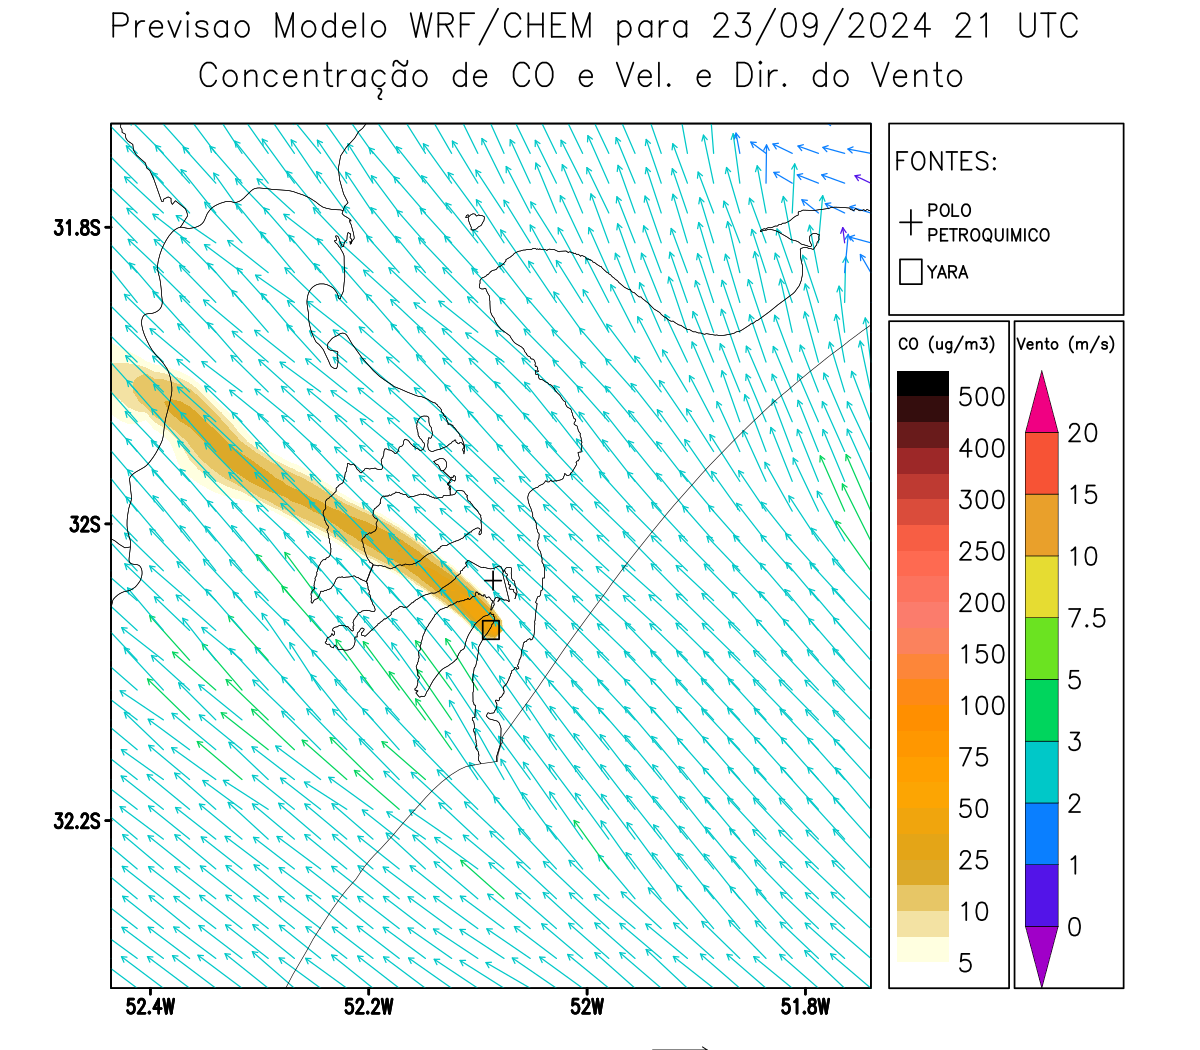 Previsao Modelo WRF/CHEM para 23/09/2024 21 UTC
Concentração de CO e Vel. e Dir. do Vento
FONTES:
POLO
PETROQUIMICO
YARA
CO (ug/m3)
500
400
300
250
200
150
100
75
50
25
10
5
Vento (m/s)
20
15
10
7.5
5
3
2
1
0
31.8S
32S
32.2S
52.4W
52.2W
52W
51.8W